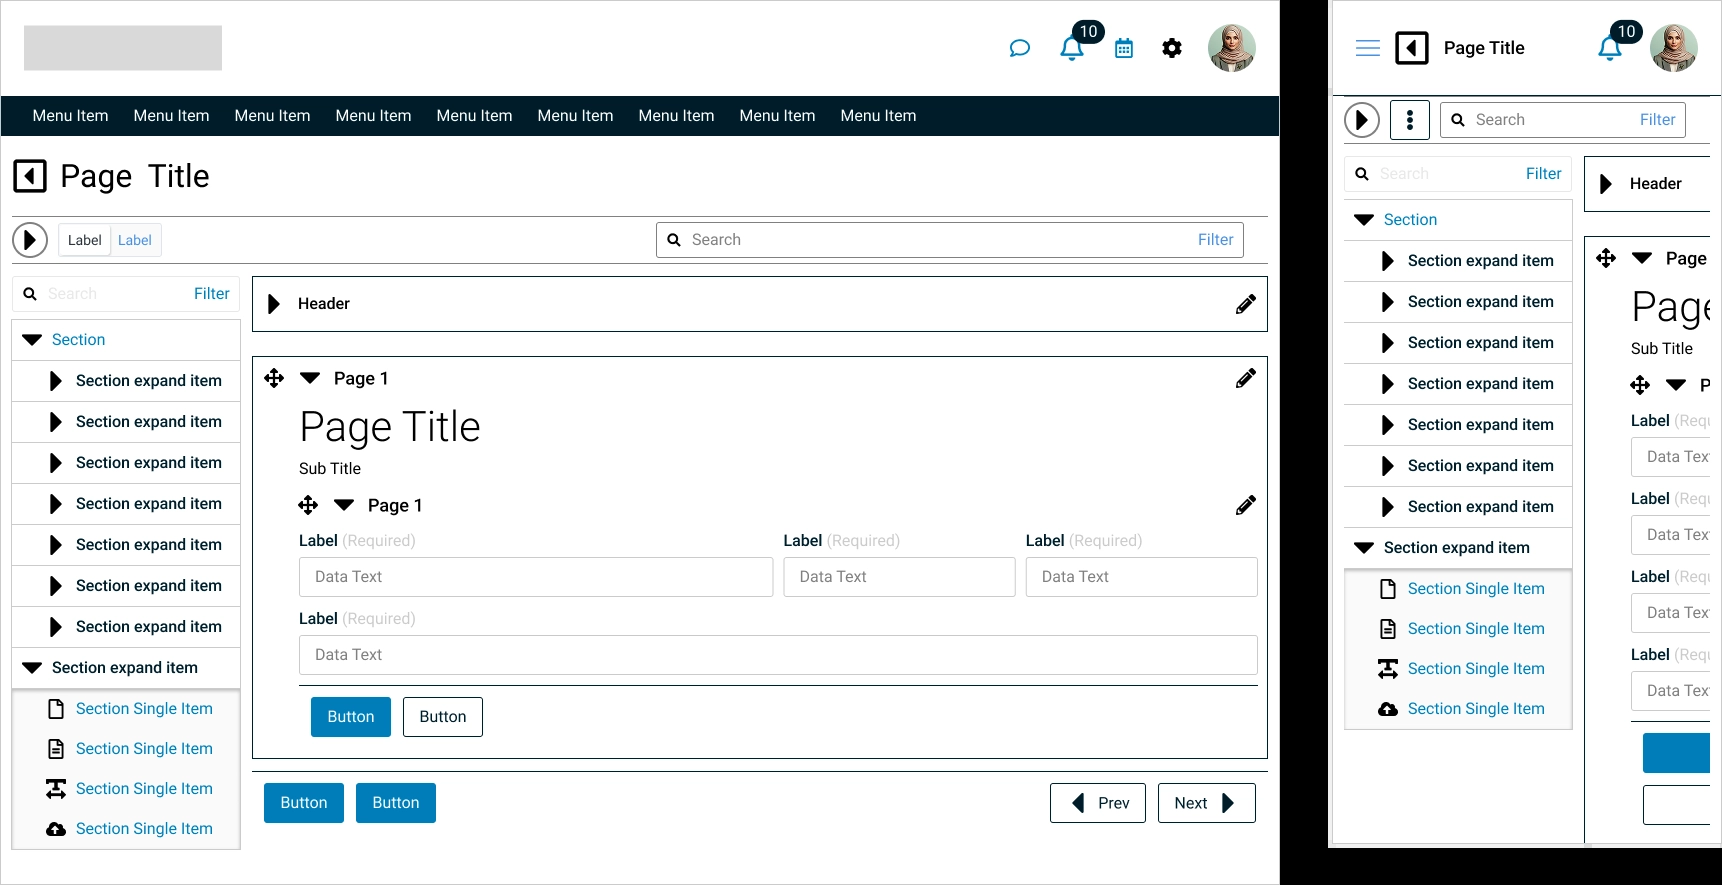 10
Menu Item Menu Item Menu Item Menu Item Menu Item Menu Item Menu Item Menu Item Menu Item
Page Title
Label Label
Search Filter
Search Filter
Section
Section expand item
Section expand item
Section expand item
Section expand item
Section expand item
Section expand item
Section expand item
Section expand item
Section Single Item
Section Single Item
Section Single Item
Section Single Item
Header
Page 1
Page Title
Sub Title
Page 1
Label (Required) Label (Required) Label (Required)
Data Text Data Text Data Text
Label (Required)
Data Text
Button Button
Button Button
Prev Next
Page Title
10
Search Filter
Search Filter
Section
Section expand item
Section expand item
Section expand item
Section expand item
Section expand item
Section expand item
Section expand item
Section expand item
Section Single Item
Section Single Item
Section Single Item
Section Single Item
Header
Page
Page
Sub Title
P
Label (Requ
Data Tex
Label (Requ
Data Tex
Label (Requ
Data Tex
Label (Requ
Data Tex